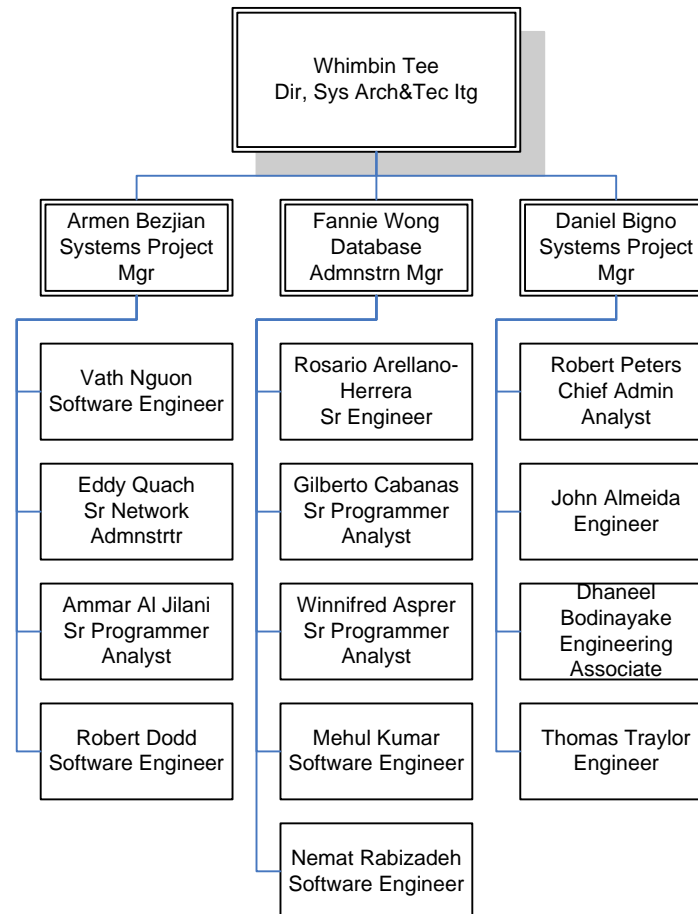 Whimbin Tee
Dir, Sys Arch&Tec Itg
Armen Bezjian
Systems Project
Mgr
Fannie Wong
Database
Admnstrn Mgr
Daniel Bigno
Systems Project
Mgr
Vath Nguon
Software Engineer
Eddy Quach
Sr Network
Admnstrtr
Ammar Al Jilani
Sr Programmer
Analyst
Robert Dodd
Software Engineer
Rosario Arellano-
Herrera
Sr Engineer
Gilberto Cabanas
Sr Programmer
Analyst
Winnifred Asprer
Sr Programmer
Analyst
Mehul Kumar
Software Engineer
Nemat Rabizadeh
Software Engineer
Robert Peters
Chief Admin
Analyst
John Almeida
Engineer
Dhaneel
Bodinayake
Engineering
Associate
Thomas Traylor
Engineer